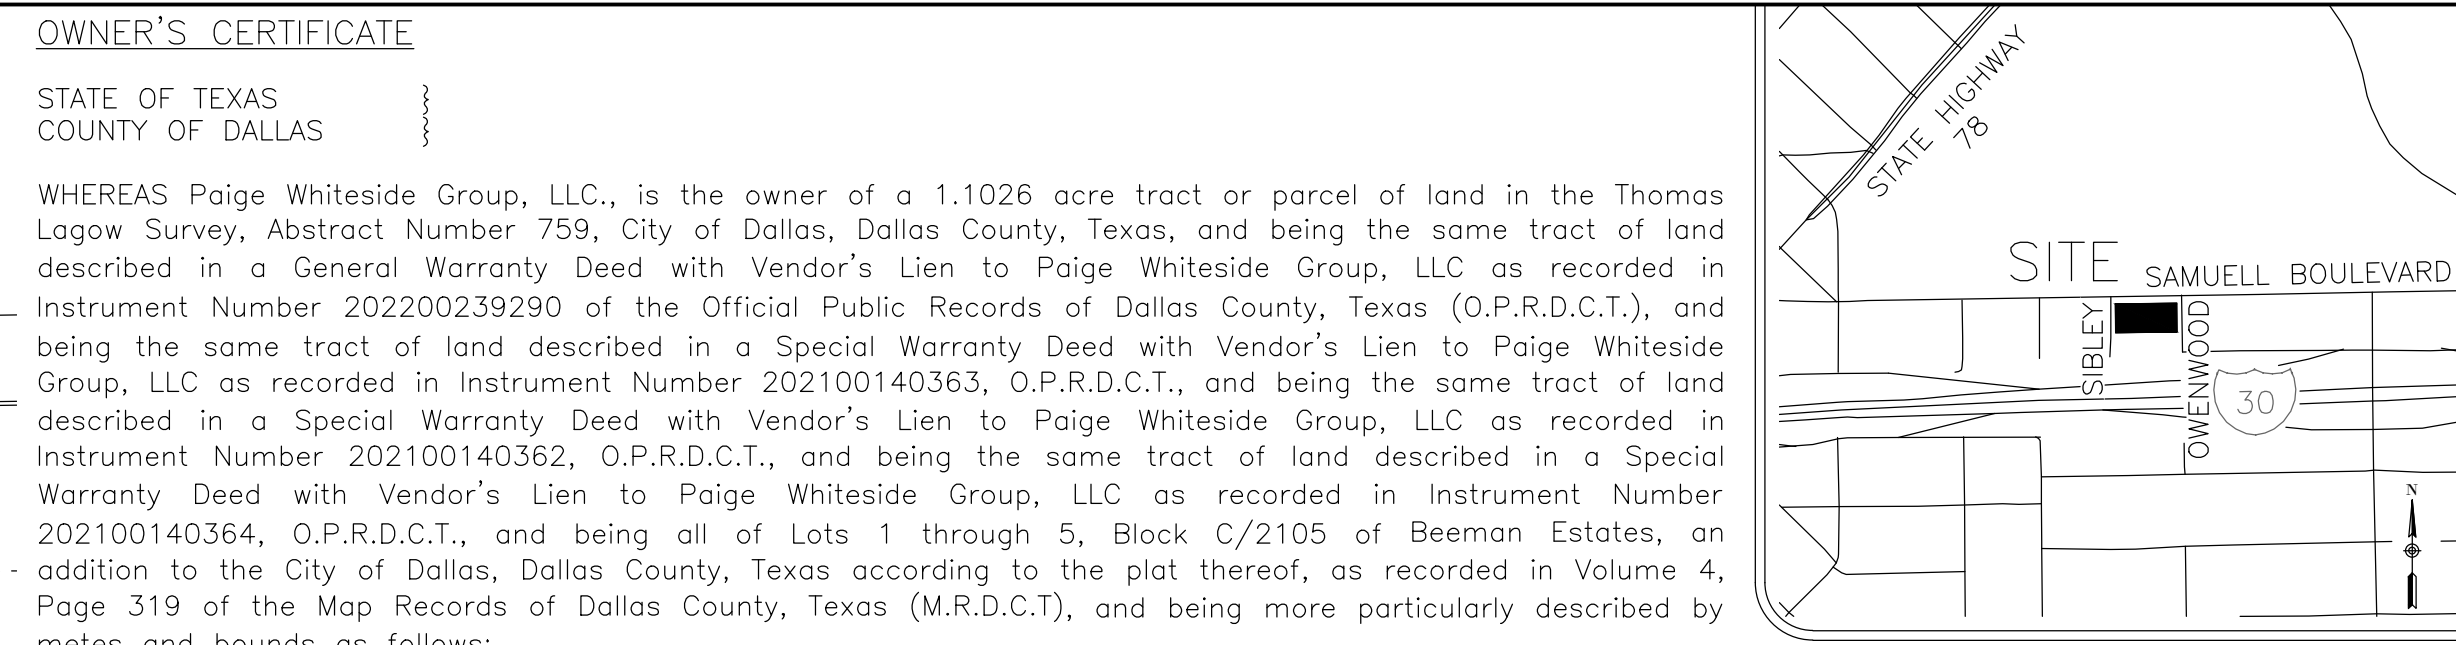 OWNER'S CERTIFICATE
STATE OF TEXAS
COUNTY OF DALLAS
WHEREAS Paige Whiteside Group, LLC., is the owner of a 1.1026 acre tract or parcel of land in the Thomas
Lagow Survey, Abstract Number 759, City of Dallas, Dallas County, Texas, and being the same tract of land
described in a General Warranty Deed with Vendor's Lien to Paige Whiteside Group, LLC as recorded in
Instrument Number 202200239290 of the Official Public Records of Dallas County, Texas (O.P.R.D.C.T.), and
being the same tract of land described in a Special Warranty Deed with Vendor's Lien to Paige Whiteside
Group, LLC as recorded in Instrument Number 202100140363, O.P.R.D.C.T., and being the same tract of land
described in a Special Warranty Deed with Vendor's Lien to Paige Whiteside Group, LLC as recorded in
Instrument Number 202100140362, O.P.R.D.C.T., and being the same tract of land described in a Special
Warranty Deed with Vendor's Lien to Paige Whiteside Group, LLC as recorded in Instrument Number
202100140364, O.P.R.D.C.T., and being all of Lots 1 through 5, Block C/2105 of Beeman Estates, an
addition to the City of Dallas, Dallas County, Texas according to the plat thereof, as recorded in Volume 4,
Page 319 of the Map Records of Dallas County, Texas (M.R.D.C.T), and being more particularly described by
metes and bounds as follows:
STATE HIGHWAY
78
SITE
SAMUELL BOULEVARD
SIBLEY
OWENWOOD
30
N